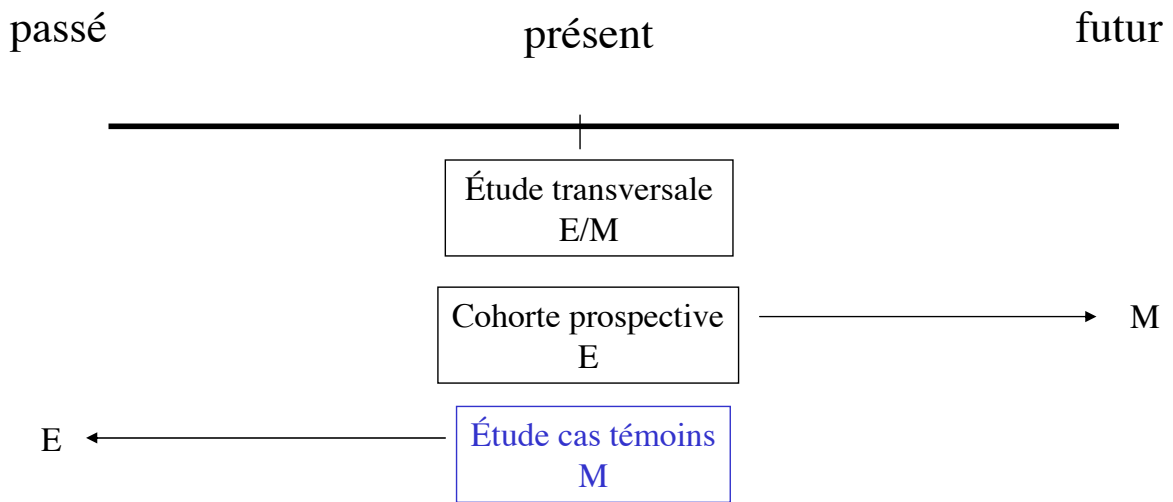 passé présent futur
Étude transversale
E/M
Cohorte prospective
E
M
E
Étude cas témoins
M